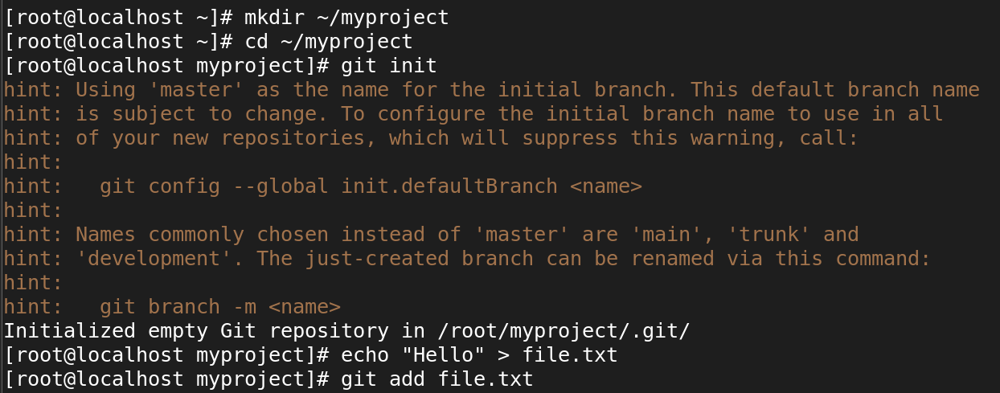 [root@localhost ~]# mkdir ~/myproject
[root@localhost ~]# cd ~/myproject
[root@localhost myproject]# git init
hint: Using 'master' as the name for the initial branch. This default branch name
hint: is subject to change. To configure the initial branch name to use in all
hint: of your new repositories, which will suppress this warning, call:
hint:
hint:   git config --global init.defaultBranch <name>
hint:
hint: Names commonly chosen instead of 'master' are 'main', 'trunk' and
hint: 'development'. The just-created branch can be renamed via this command:
hint:
hint:   git branch -m <name>
Initialized empty Git repository in /root/myproject/.git/
[root@localhost myproject]# echo "Hello" > file.txt
[root@localhost myproject]# git add file.txt